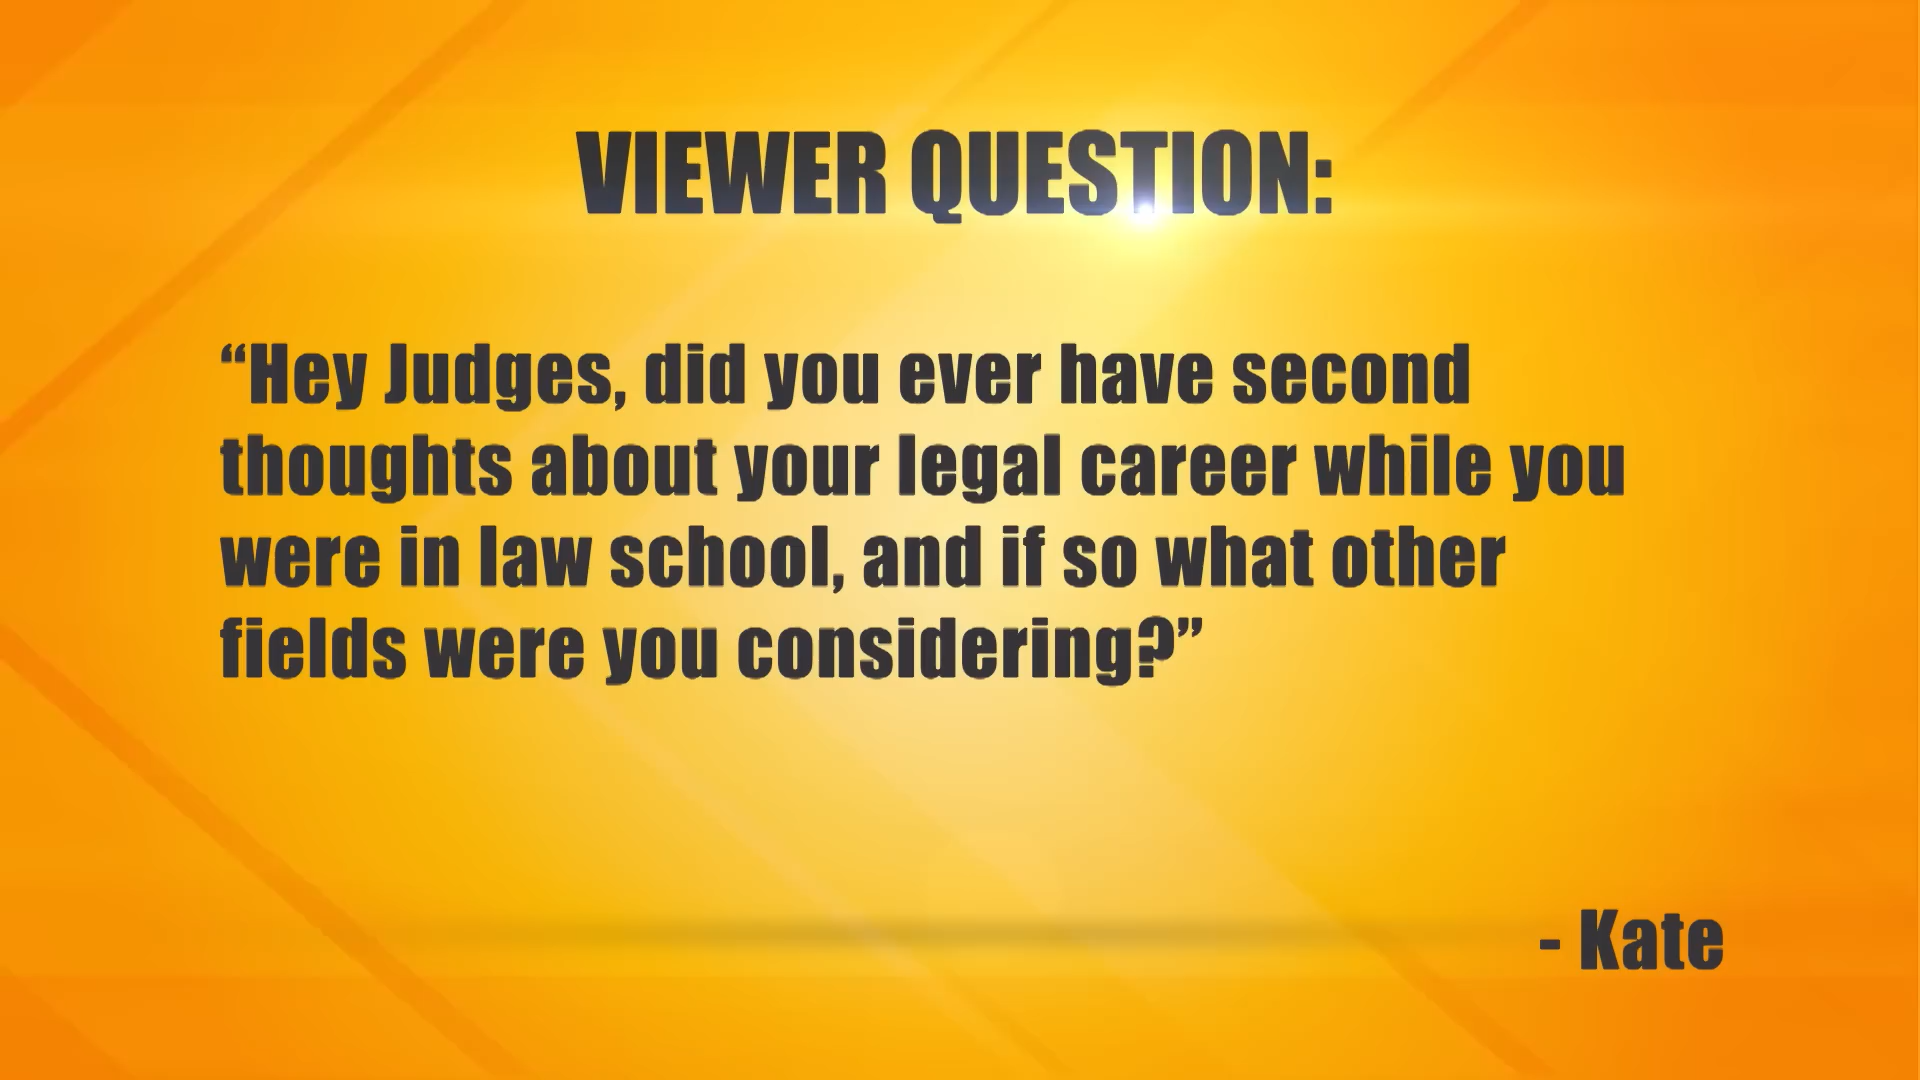 VIEWER QUESTION:
“Hey Judges, did you ever have second
thoughts about your legal career while you
were in law school, and if so what other
fields were you considering?”
- Kate